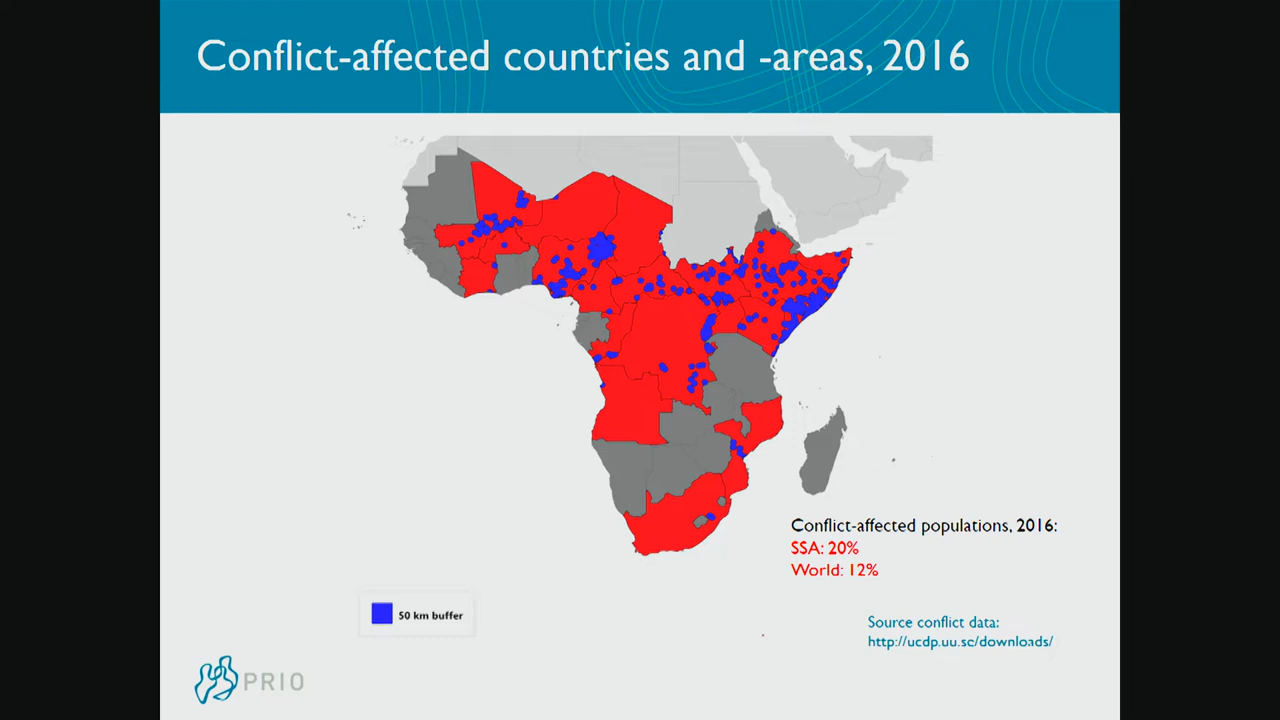 Conflict-affected countries and -areas, 2016
Conflict-affected populations, 2016:
SSA: 20%
World: 12%
50 km buffer
Source conflict data:
http://ucdp.uu.se/downloads/
PRIO